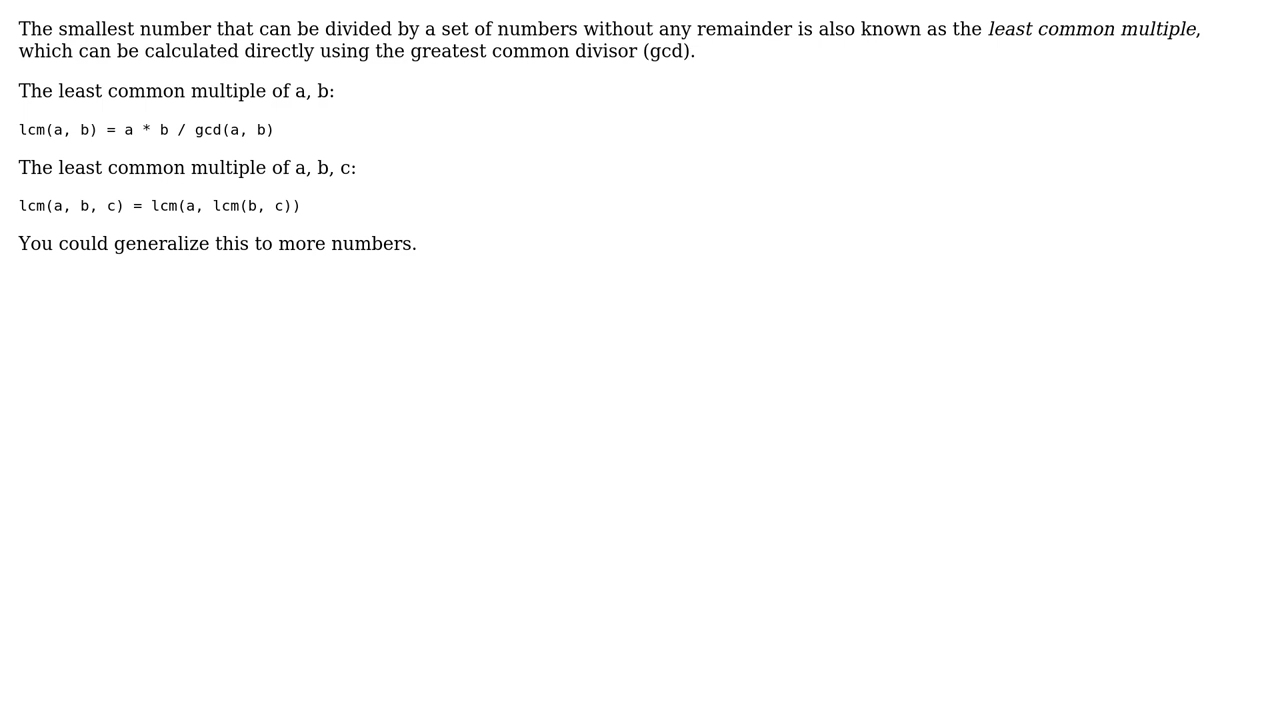 The smallest number that can be divided by a set of numbers without any remainder is also known as the least common multiple,
which can be calculated directly using the greatest common divisor (gcd).
The least common multiple of a, b:
lcm(a, b) = a * b / gcd(a, b)
The least common multiple of a, b, c:
lcm(a, b, c) = lcm(a, lcm(b, c))
You could generalize this to more numbers.